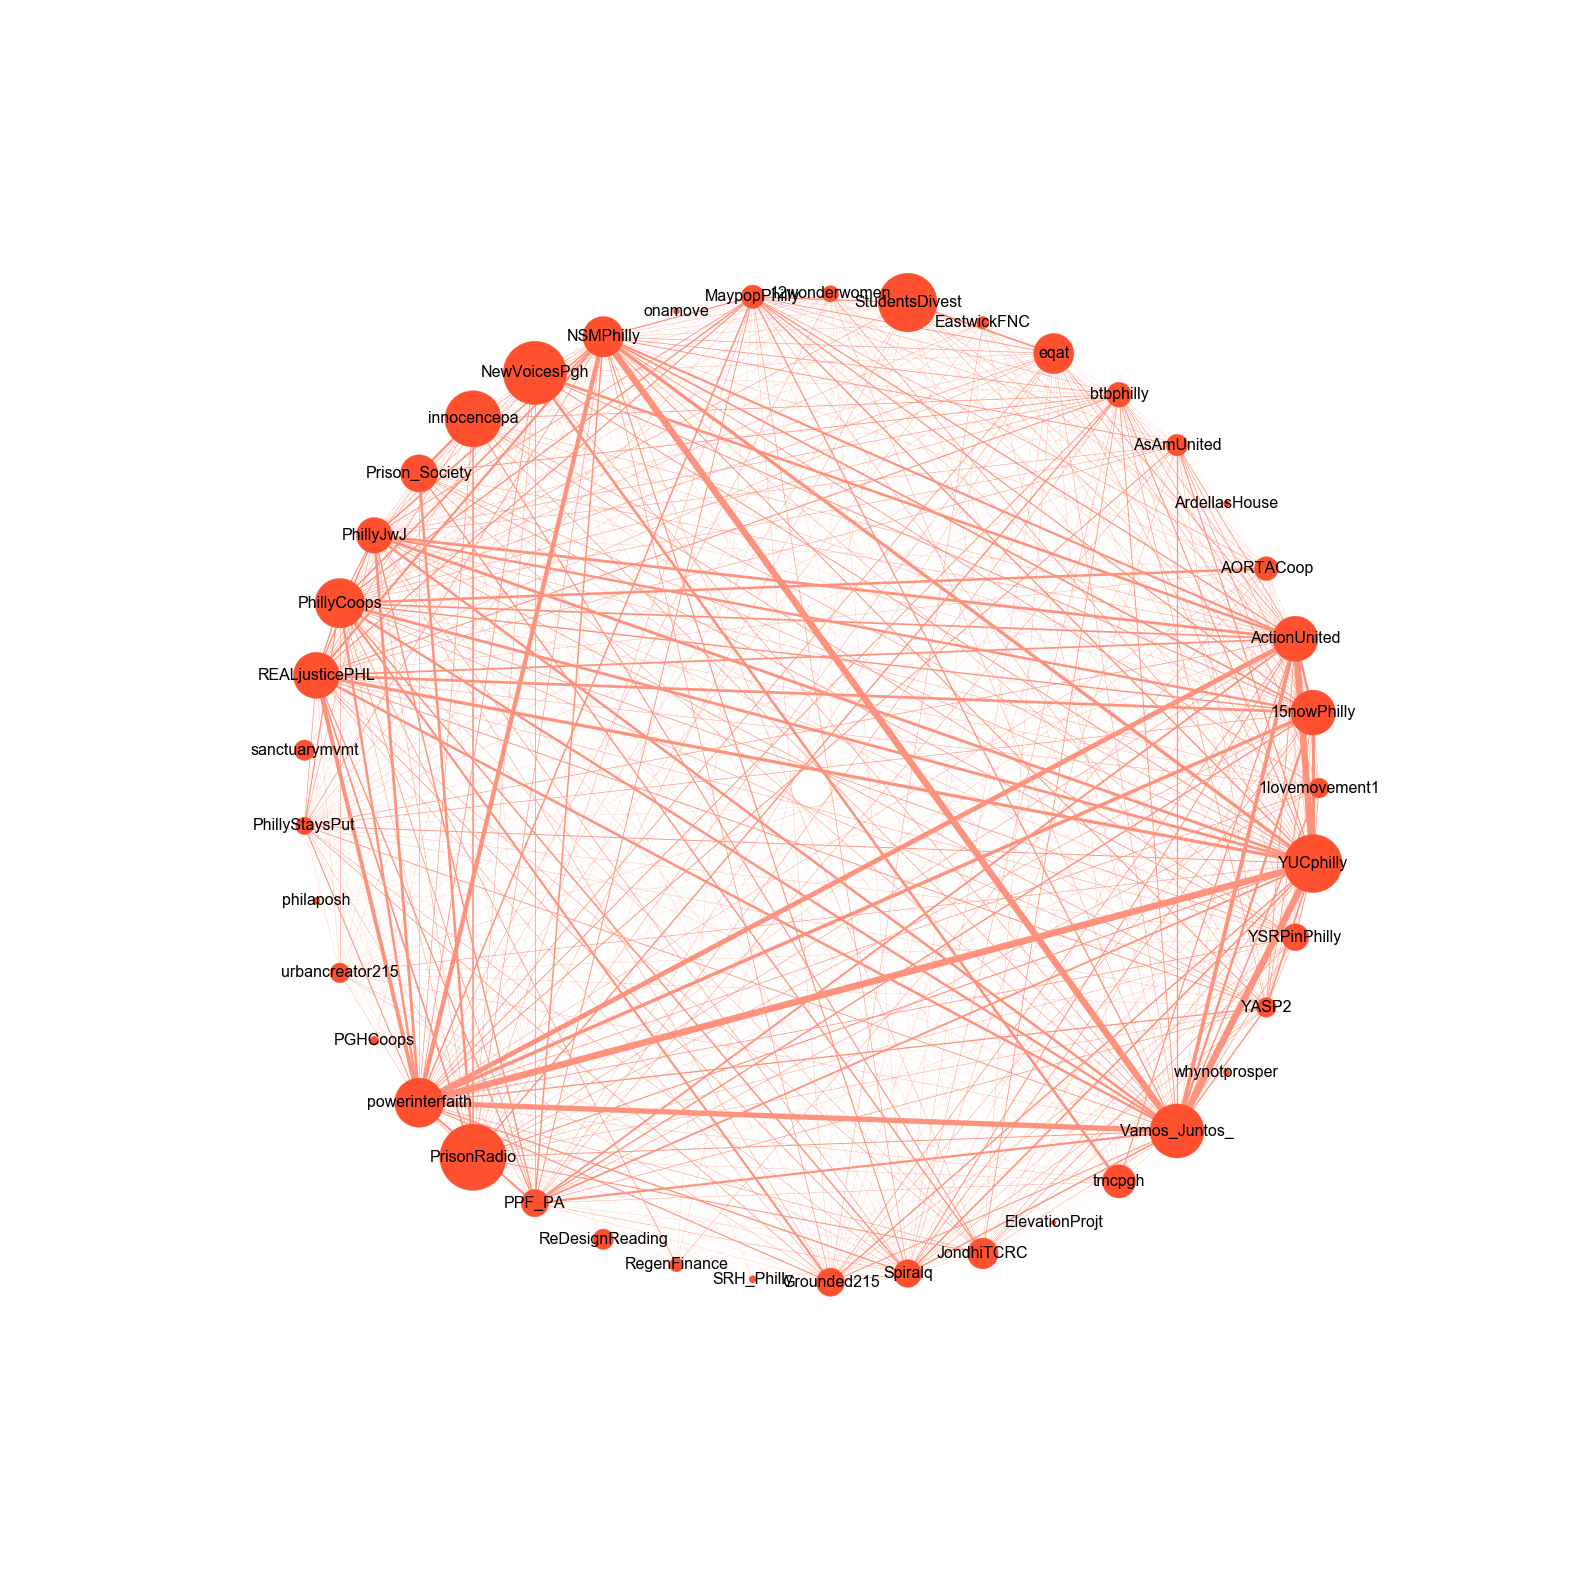 12wonderwomen
MaypopPhilly
StudentsDivest
onamove
EastwickFNC
NSMPhilly
eqat
NewVoicesPgh
btbphilly
innocencepa
AsAmUnited
Prison_Society
ArdellasHouse
PhillyJwJ
AORTACoop
PhillyCoops
ActionUnited
REALjusticePHL
15nowPhilly
sanctuarymvmt
1lovemovement1
PhillyStaysPut
YUCphilly
philaposh
YSRPinPhilly
urbancreator215
YASP2
PGHCoops
whynotprosper
powerinterfaith
Vamos_Juntos_
PrisonRadio
tmcpgh
PPF_PA
ElevationProjt
ReDesignReading
JondhiTCRC
RegenFinance
Spiralq
SRH_Philly
Grounded215